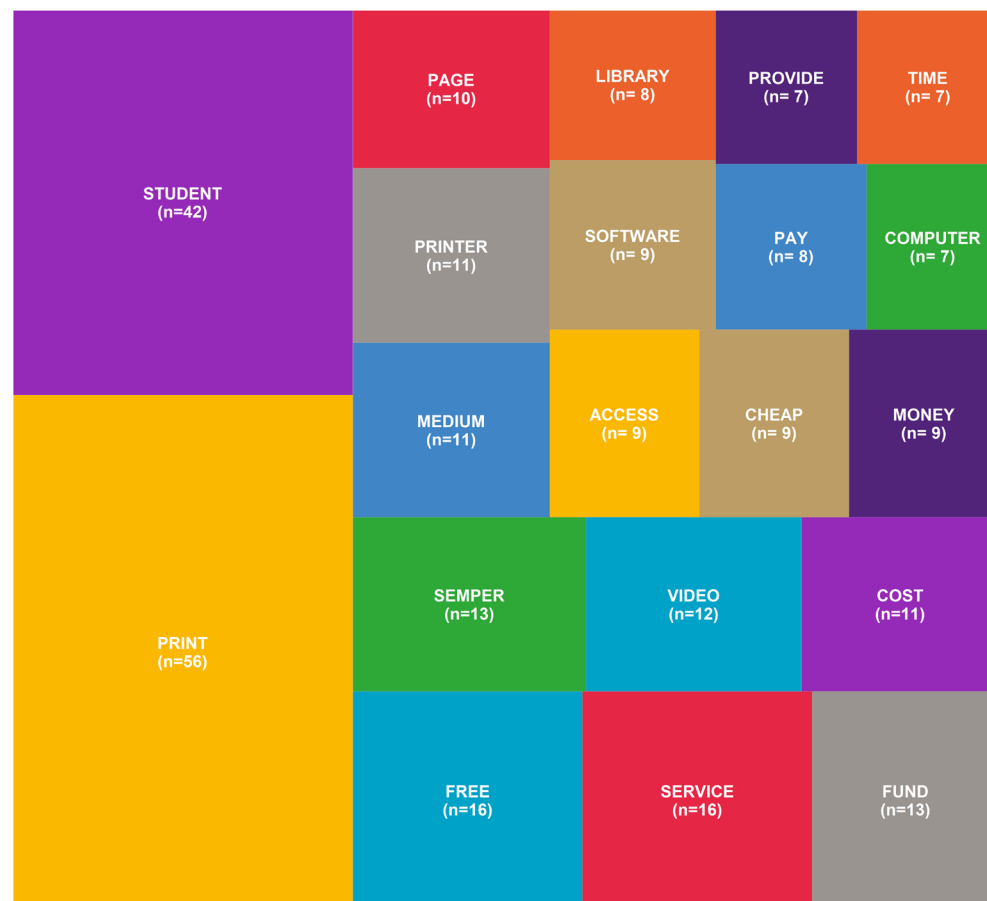 STUDENT
(n=42)
PRINT
(n=56)
PAGE
(n=10)
PRINTER
(n=11)
MEDIUM
(n=11)
LIBRARY
(n= 8)
PROVIDE
(n= 7)
TIME
(n= 7)
SOFTWARE
(n= 9)
PAY
(n= 8)
COMPUTER
(n= 7)
ACCESS
(n= 9)
CHEAP
(n= 9)
MONEY
(n= 9)
SEMPER
(n=13)
VIDEO
(n=12)
COST
(n=11)
FREE
(n=16)
SERVICE
(n=16)
FUND
(n=13)